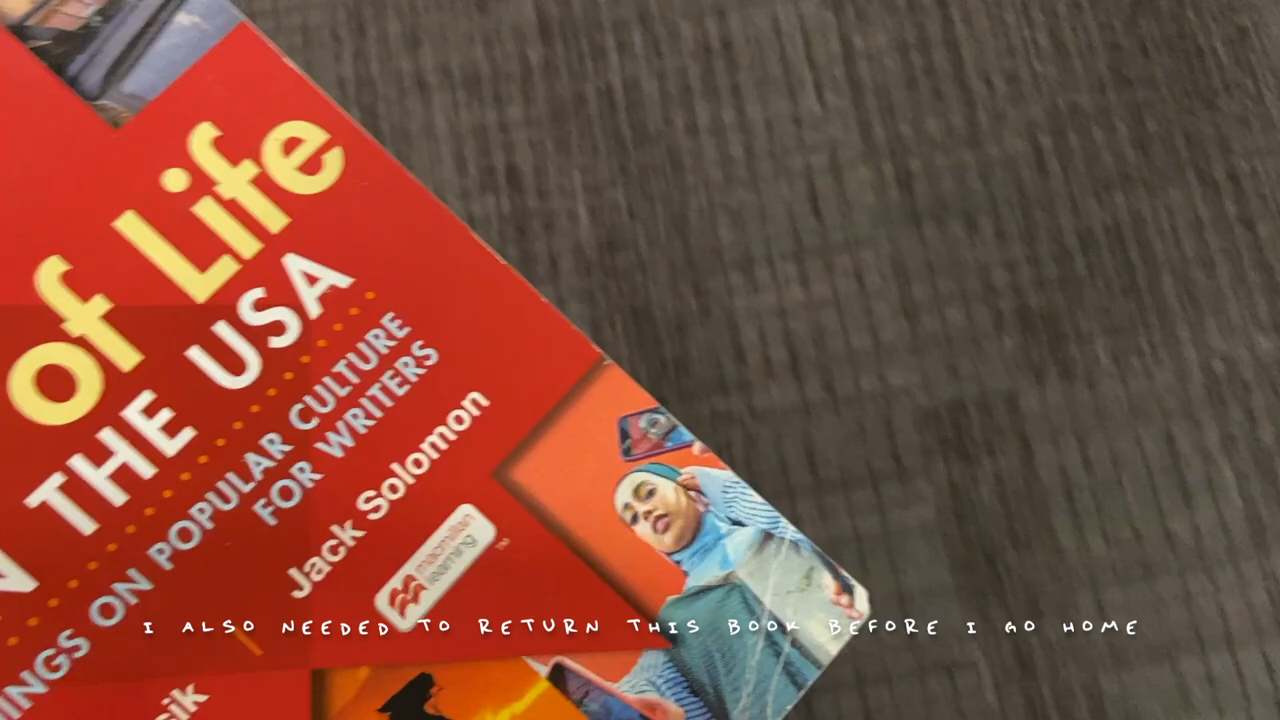 of Life
THE USA
INGS ON POPULAR CULTURE
FOR WRITERS
Jack Solomon
macmillan
learning
sik
I ALSO NEEDED TO RETURN THIS BOOK BEFORE I GO HOME